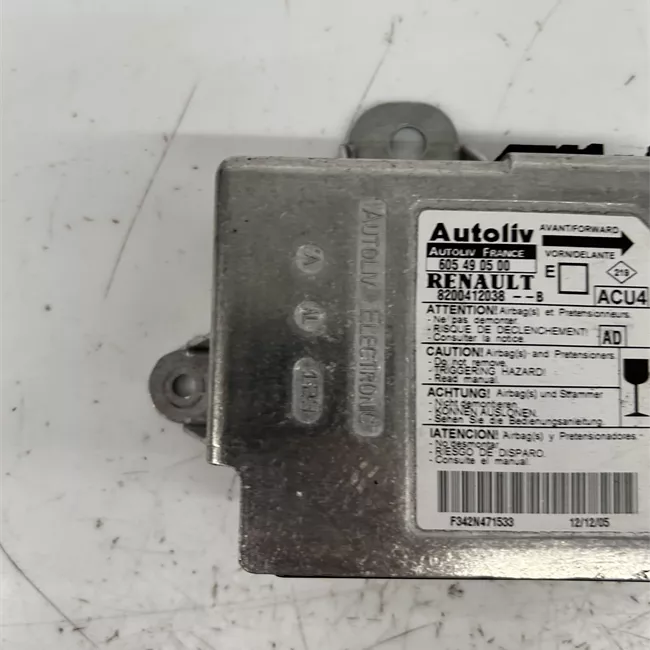 Autoliv
AUTOLIV FRANCE
605 49 05 00
RENAULT
8200412038 --B
AVANT/FORWARD
VORN/DELANTE
E
219
ACU4
ATTENTION! Airbag(s) et Pretensionneurs.
- Ne pas demonter
- RISQUE DE DECLENCHEMENT!
- Consulter la notice.
AD
CAUTION! Airbag(s) and Pretensioners.
- Do not remove.
- TRIGGERING HAZARD!
- Read manual.
ACHTUNG! Airbag(s) und Strammer
- Nicht demontieren
- KÖNNEN AUSLÖNEN.
- Sehen Sie die Bedienungsanleitung.
¡ATENCION! Airbag(s) y Pretensionadores.
- No desmontar
- RIESGO DE DISPARO.
- Consulte el manual.
F342N471533 12/12/05
AUTOLIV ELECTRONIC
A